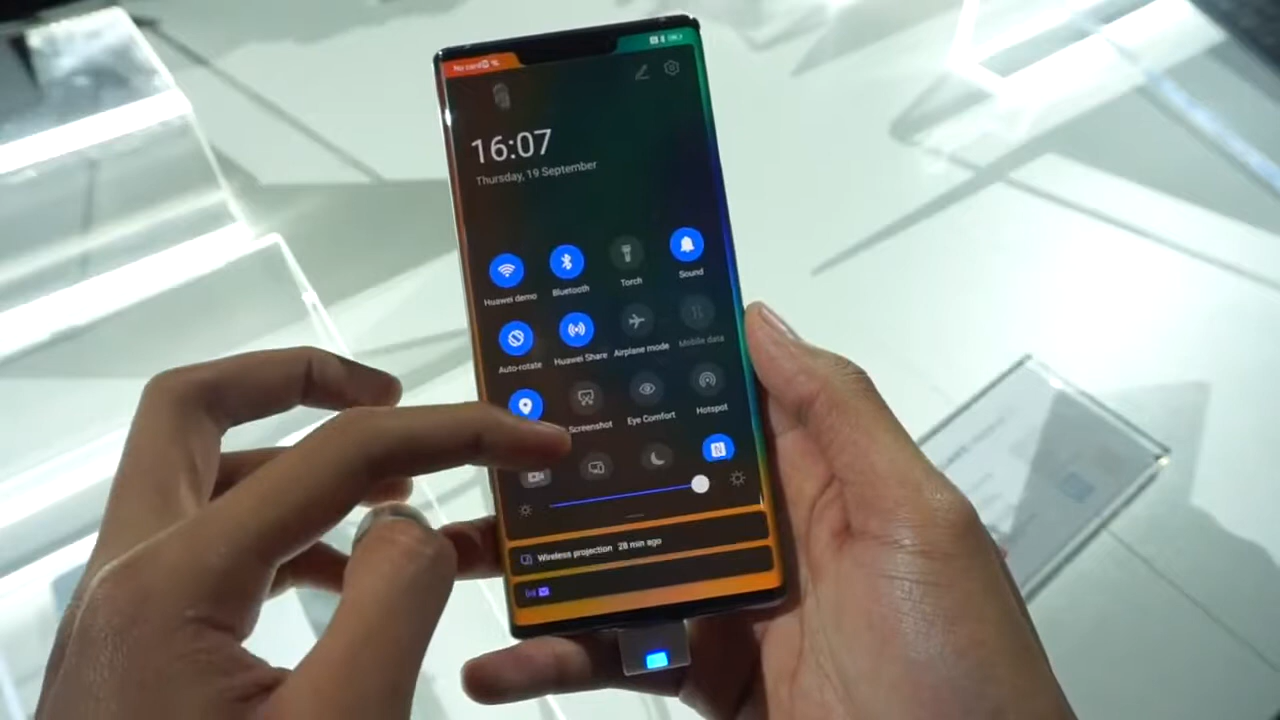 No card
16:07
Thursday, 19 September
Huawei demo
Bluetooth
Torch
Sound
Auto-rotate
Huawei Share
Airplane mode
Mobile data
Screenshot
Eye Comfort
Hotspot
Wireless projection 28 min ago